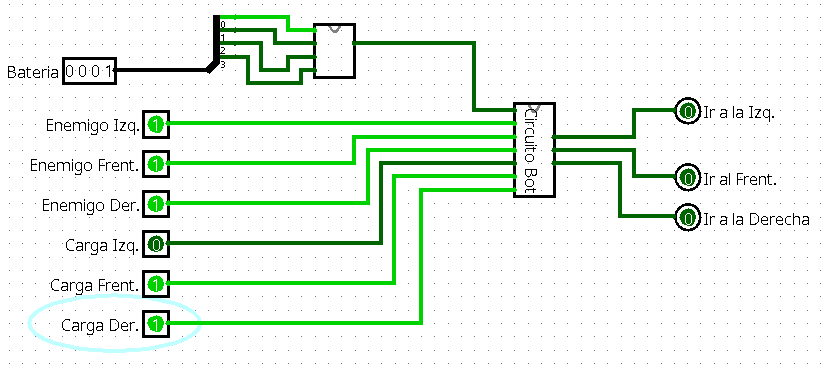 0
1
2
3
Bateria 0 0 0 1
Enemigo Izq. 1
Enemigo Frent. 1
Enemigo Der. 1
Carga Izq. 0
Carga Frent. 1
Carga Der. 1
Circuito Bot
0 Ir a la Izq.
0 Ir al Frent.
0 Ir a la Derecha